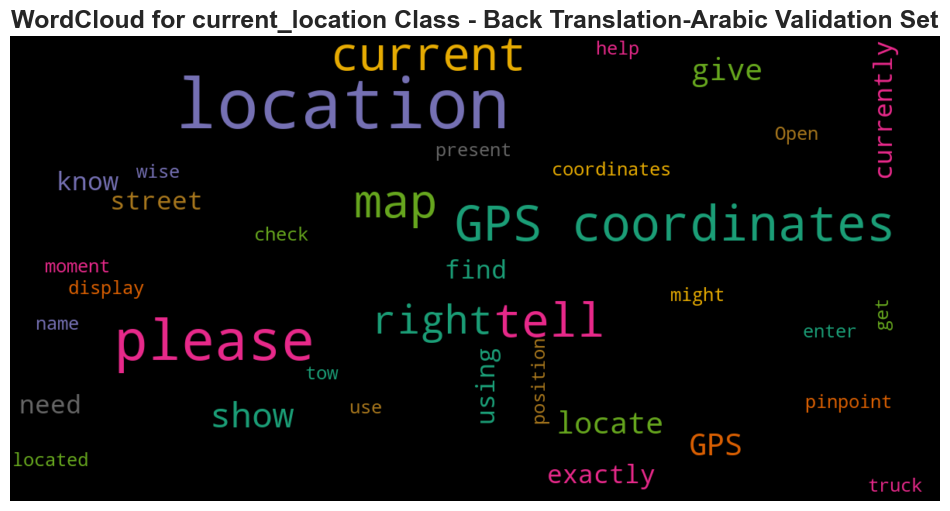 WordCloud for current_location Class - Back Translation-Arabic Validation Set
current
help
give
currently
location
Open
present
coordinates
know
wise
street
map
GPS coordinates
check
find
moment
display
might
name
right
tell
get
enter
please
using
position
tow
need
show
use
locate
pinpoint
GPS
located
exactly
truck